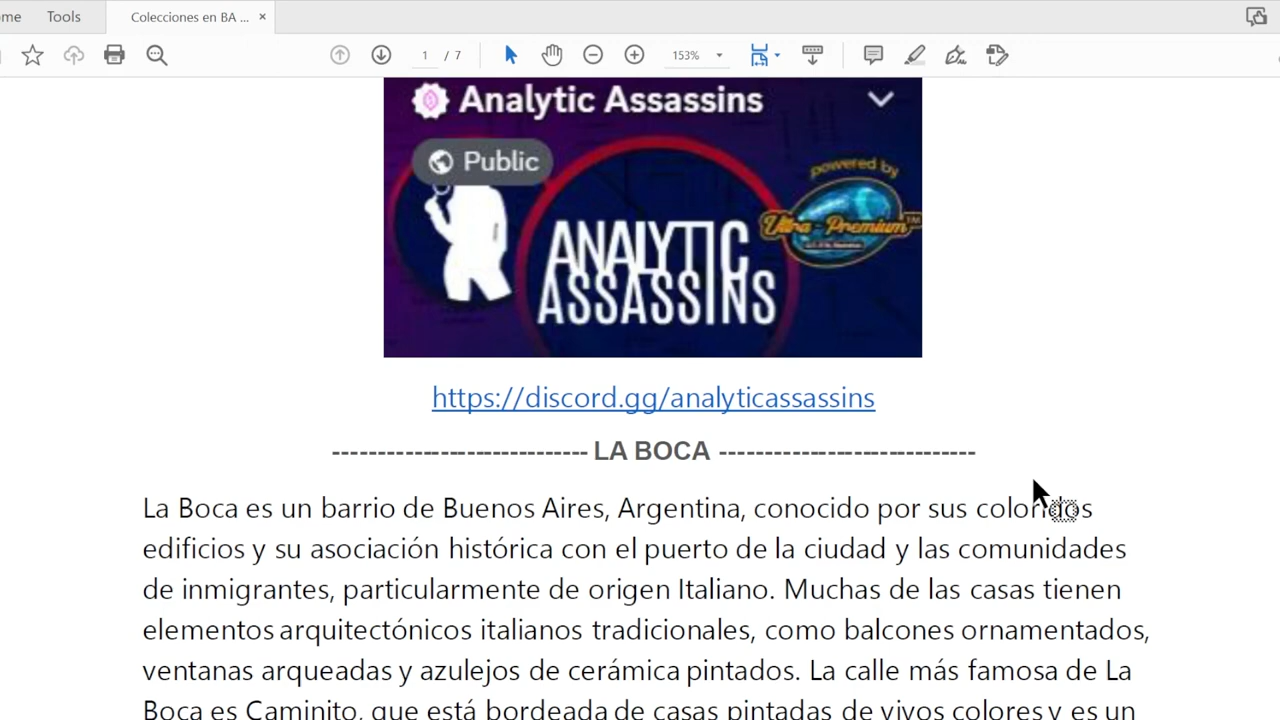 ome Tools Colecciones en BA ... ×
1 / 7 153%
Analytic Assassins
Public
powered by
Ultra - Premium™
ANALYTIC
ASSASSINS
https://discord.gg/analyticassassins
---------------------------- LA BOCA ----------------------------
La Boca es un barrio de Buenos Aires, Argentina, conocido por sus coloridos
edificios y su asociación histórica con el puerto de la ciudad y las comunidades
de inmigrantes, particularmente de origen Italiano. Muchas de las casas tienen
elementos arquitectónicos italianos tradicionales, como balcones ornamentados,
ventanas arqueadas y azulejos de cerámica pintados. La calle más famosa de La
Boca es Caminito, que está bordeada de casas pintadas de vivos colores y es un